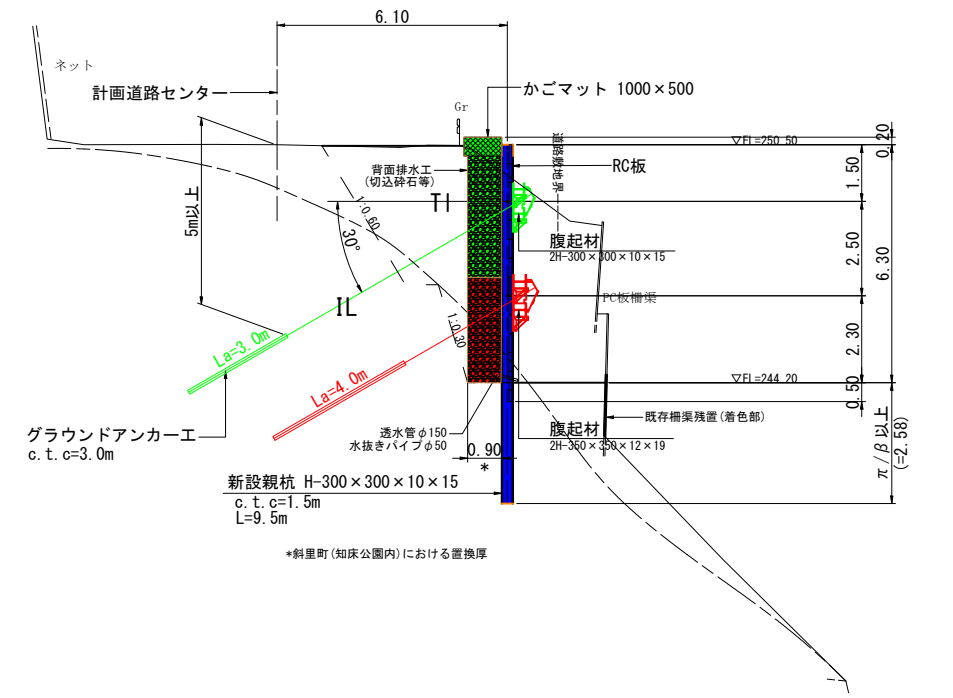 6.10
ネット
計画道路センター
かごマット 1000×500
Gr
道路敷地界
▽Fl=250.50
0.20
RC板
背面排水工
(切込砕石等)
1.50
5m以上
1:0.60
TI
30°
腹起材
2H-300×300×10×15
2.50
6.30
IL
PC板柵渠
1:0.30
2.30
La=3.0m
La=4.0m
▽Fl=244.20
0.50
グラウンドアンカー工
c.t.c=3.0m
透水管φ150
水抜きパイプφ50
0.90
*
既存柵渠残置(着色部)
腹起材
2H-350×350×12×19
π/β以上
(=2.58)
新設親杭 H-300×300×10×15
c.t.c=1.5m
L=9.5m
*斜里町(知床公園内)における置換厚